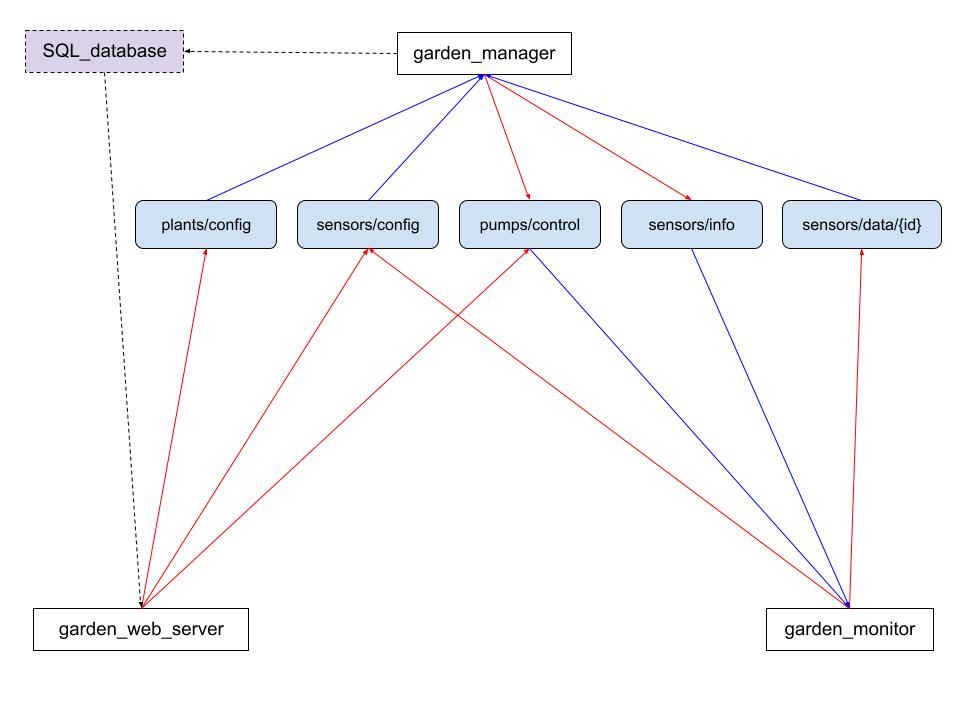 SQL_database
garden_manager
plants/config
sensors/config
pumps/control
sensors/info
sensors/data/{id}
garden_web_server
garden_monitor